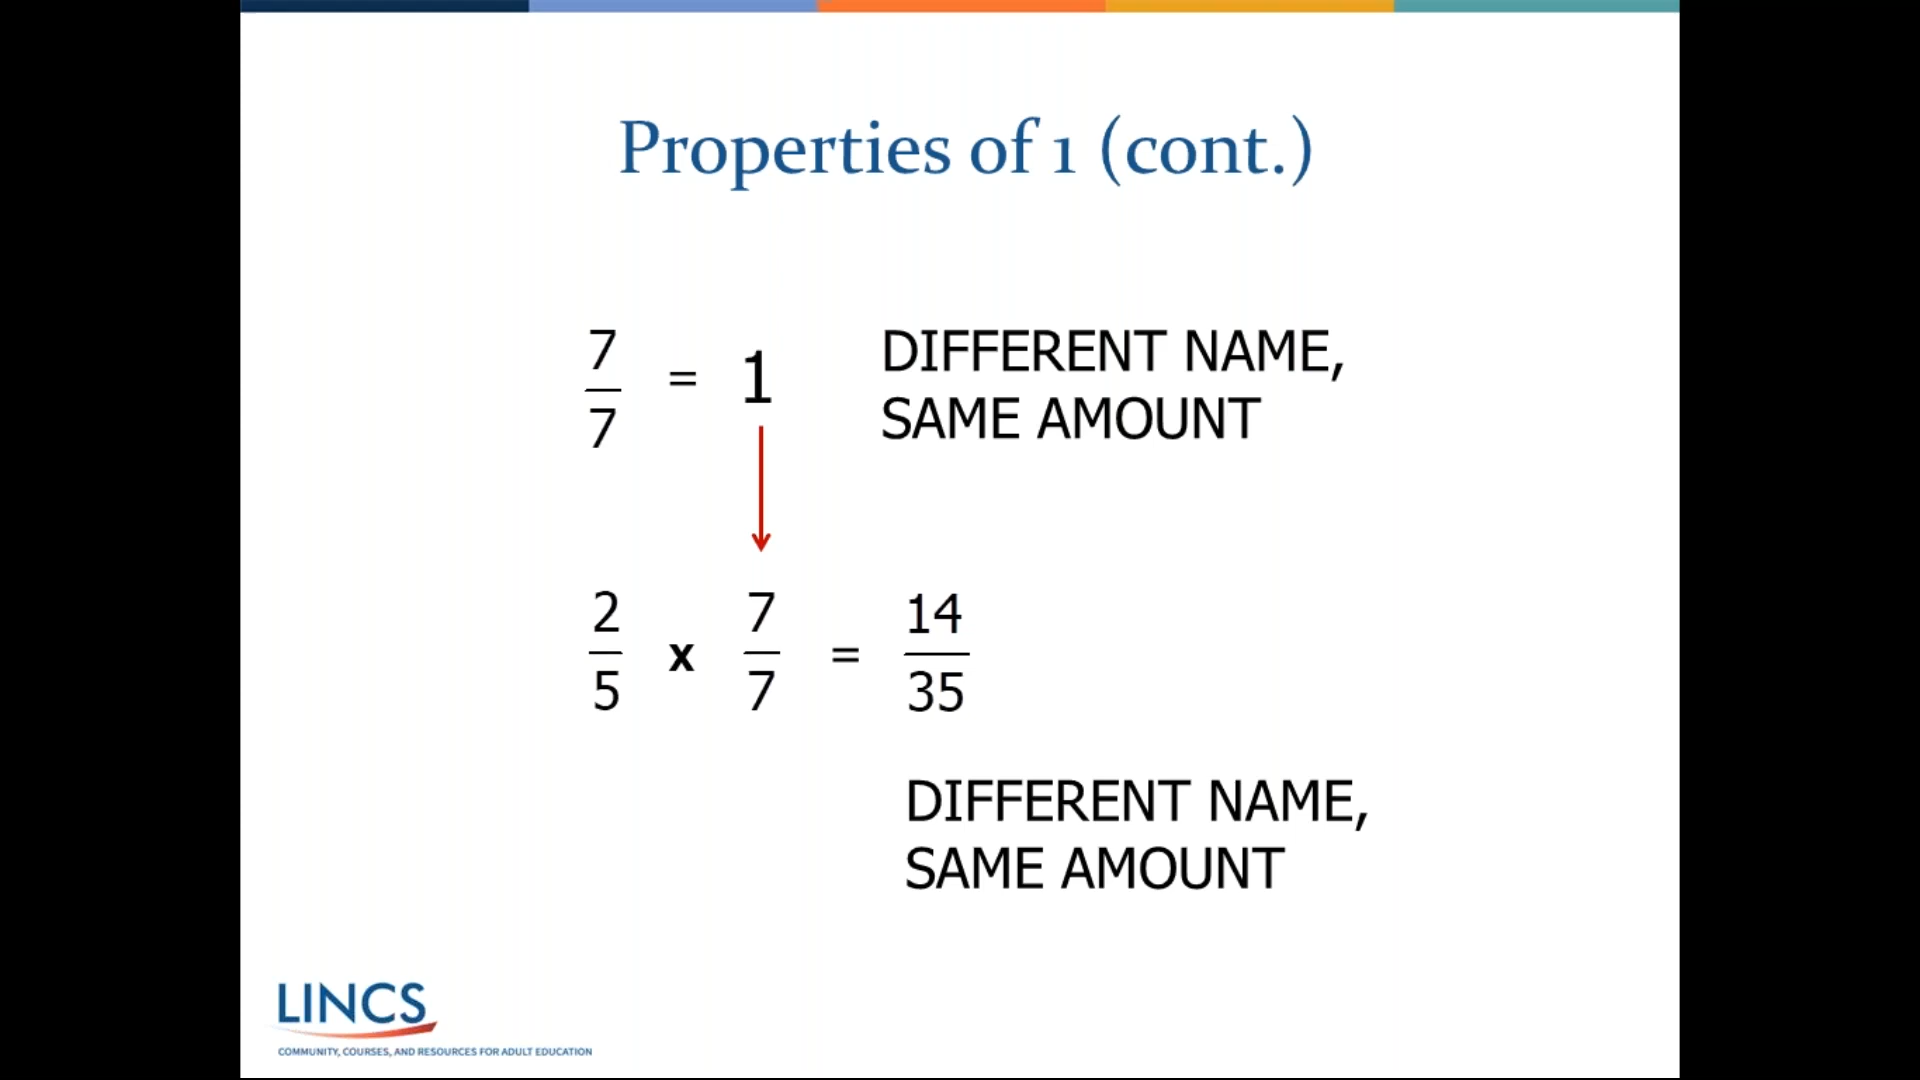 Properties of 1 (cont.)
7/7 = 1
DIFFERENT NAME,
SAME AMOUNT
2/5 x 7/7 = 14/35
DIFFERENT NAME,
SAME AMOUNT
LINCS
COMMUNITY, COURSES, AND RESOURCES FOR ADULT EDUCATION